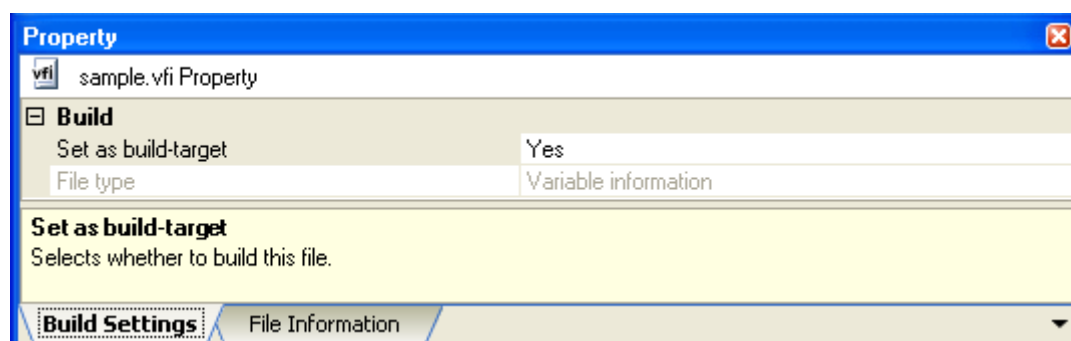 Property
vfi sample.vfi Property
Build
Set as build-target Yes
File type Variable information
Set as build-target
Selects whether to build this file.
Build Settings File Information